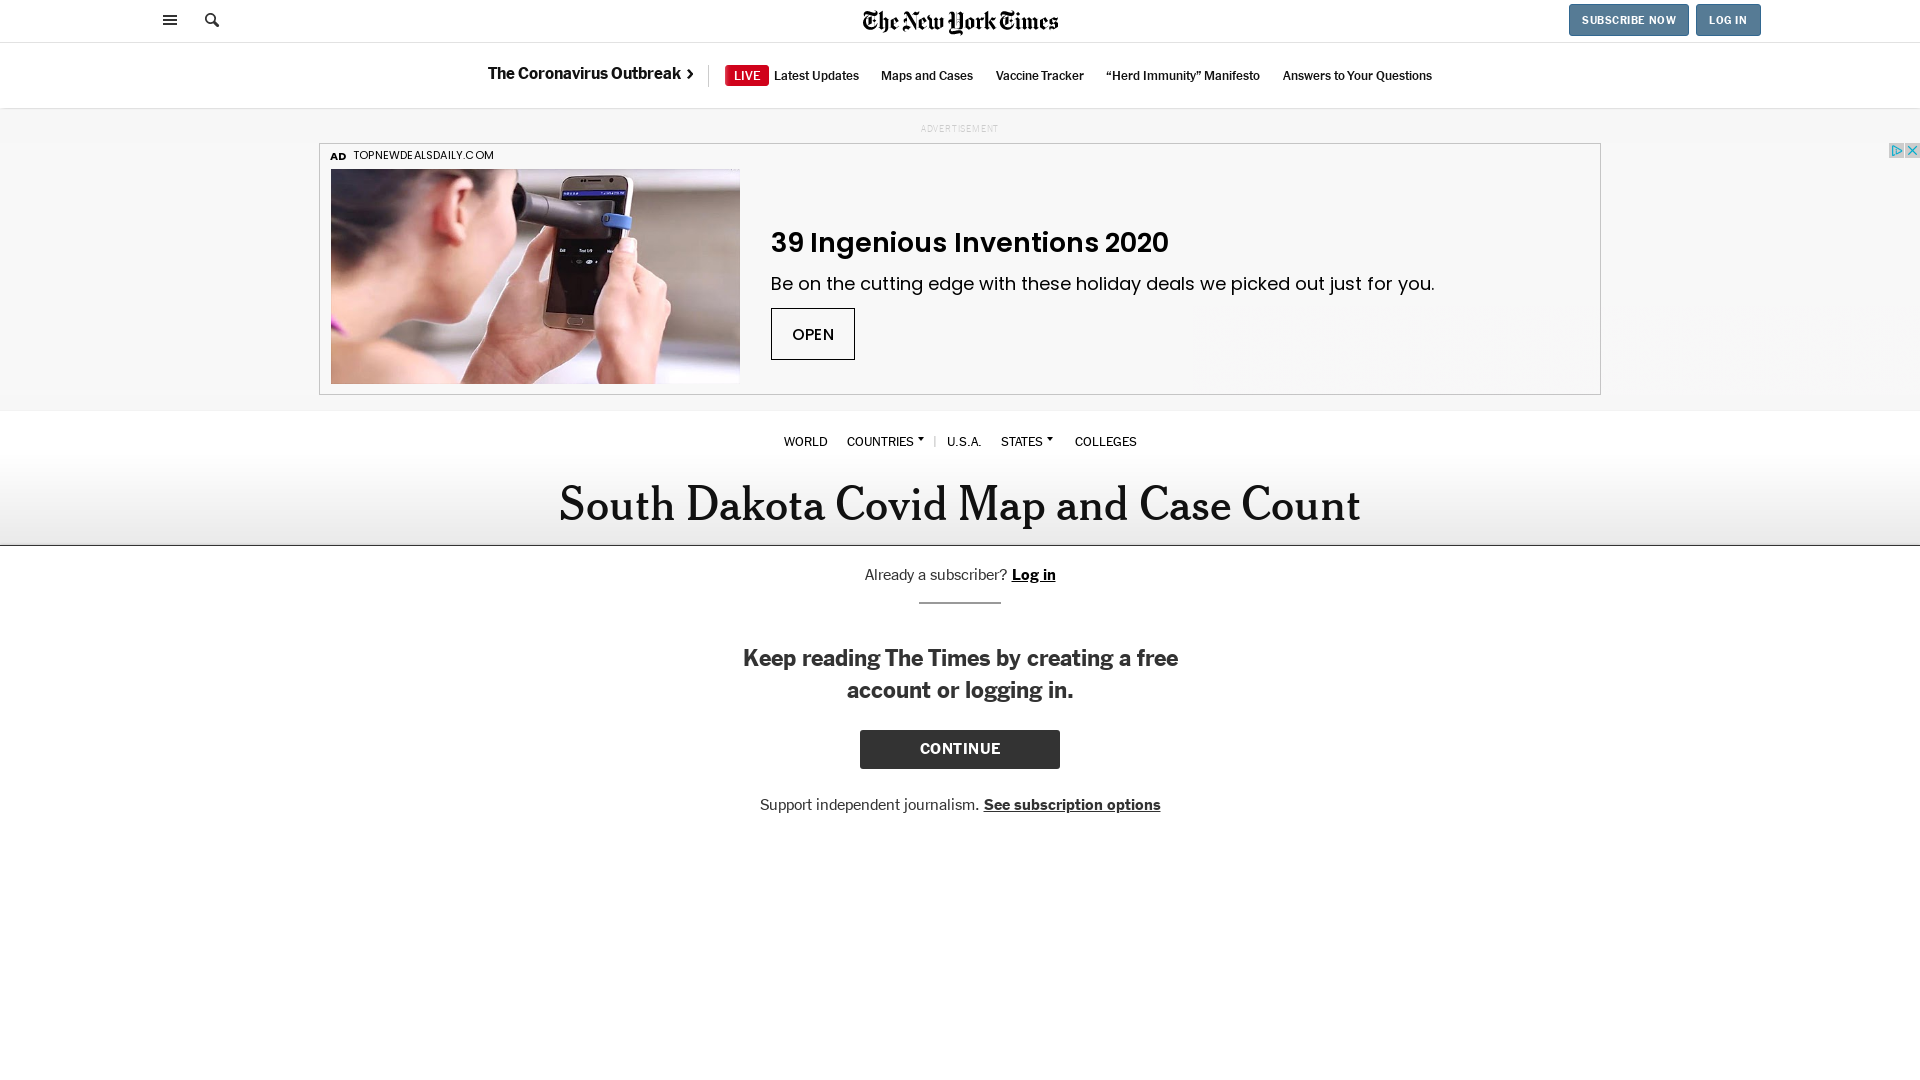 The New York Times
SUBSCRIBE NOW
LOG IN
The Coronavirus Outbreak
LIVE Latest Updates
Maps and Cases
Vaccine Tracker
“Herd Immunity” Manifesto
Answers to Your Questions
ADVERTISEMENT
AD TOPNEWDEALSDAILY.COM
39 Ingenious Inventions 2020
Be on the cutting edge with these holiday deals we picked out just for you.
OPEN
WORLD
COUNTRIES
U.S.A.
STATES
COLLEGES
South Dakota Covid Map and Case Count
Already a subscriber? Log in
Keep reading The Times by creating a free
account or logging in.
CONTINUE
Support independent journalism. See subscription options